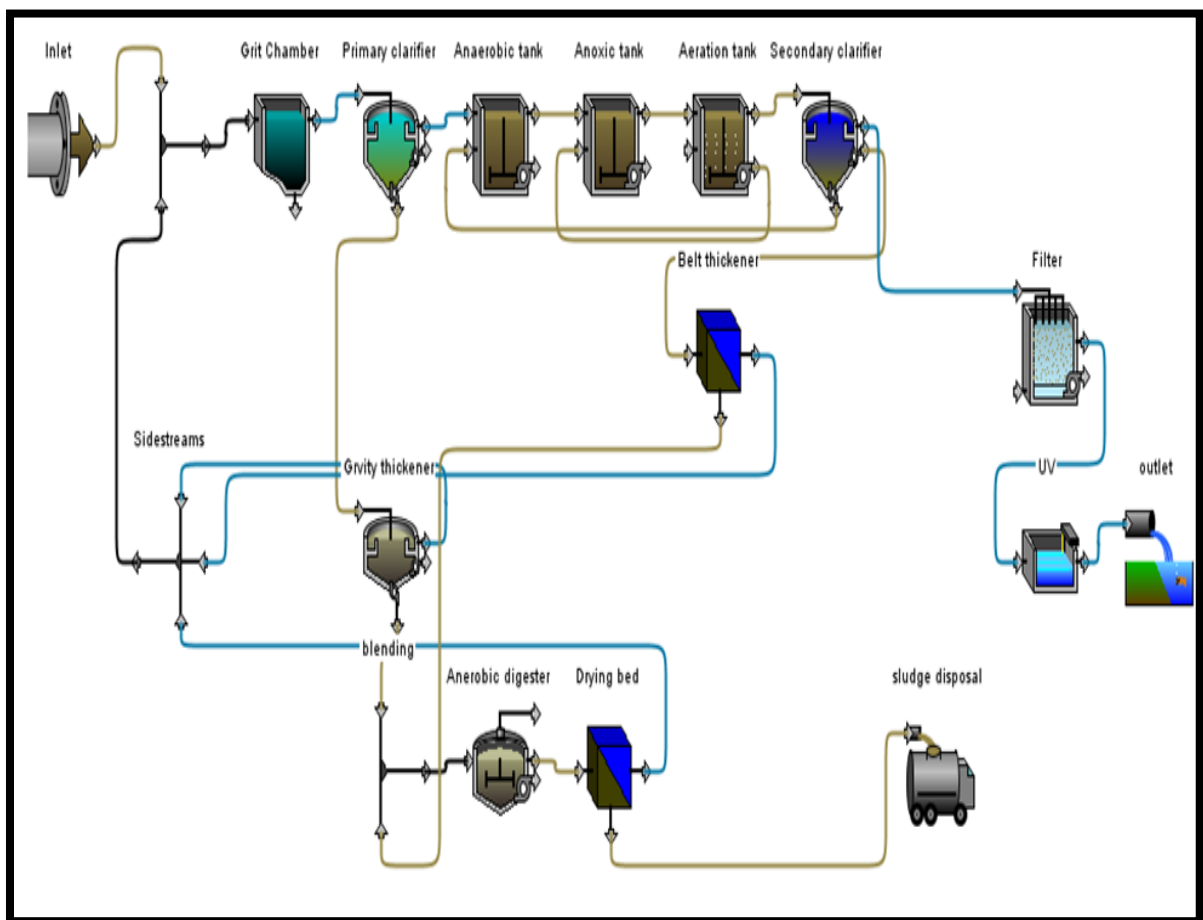 Inlet
Grit Chamber
Primary clarifier
Anaerobic tank
Anoxic tank
Aeration tank
Secondary clarifier
Belt thickener
Filter
Sidestreams
Grvity thickener
UV
outlet
blending
Anerobic digester
Drying bed
sludge disposal